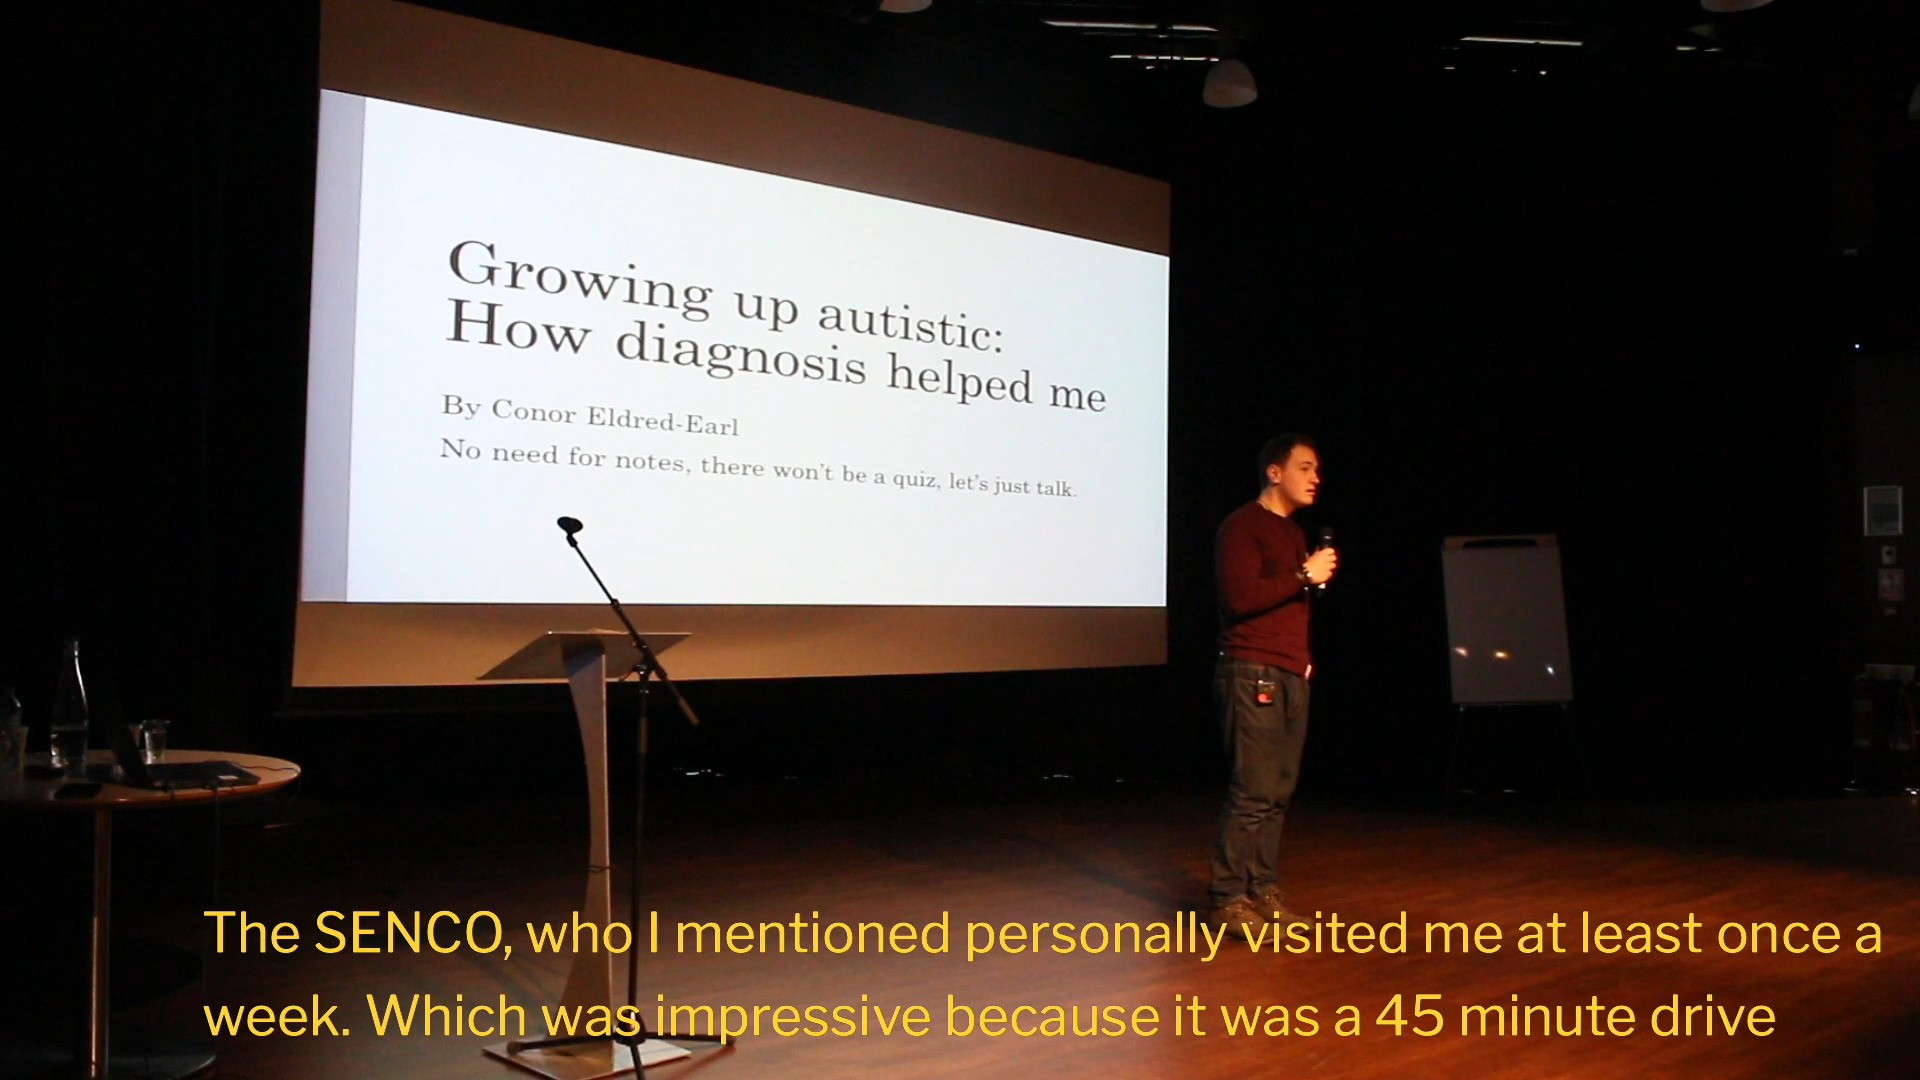 Growing up autistic:
How diagnosis helped me
By Conor Eldred-Earl
No need for notes, there won't be a quiz, let's just talk.
The SENCO, who I mentioned personally visited me at least once a
week. Which was impressive because it was a 45 minute drive